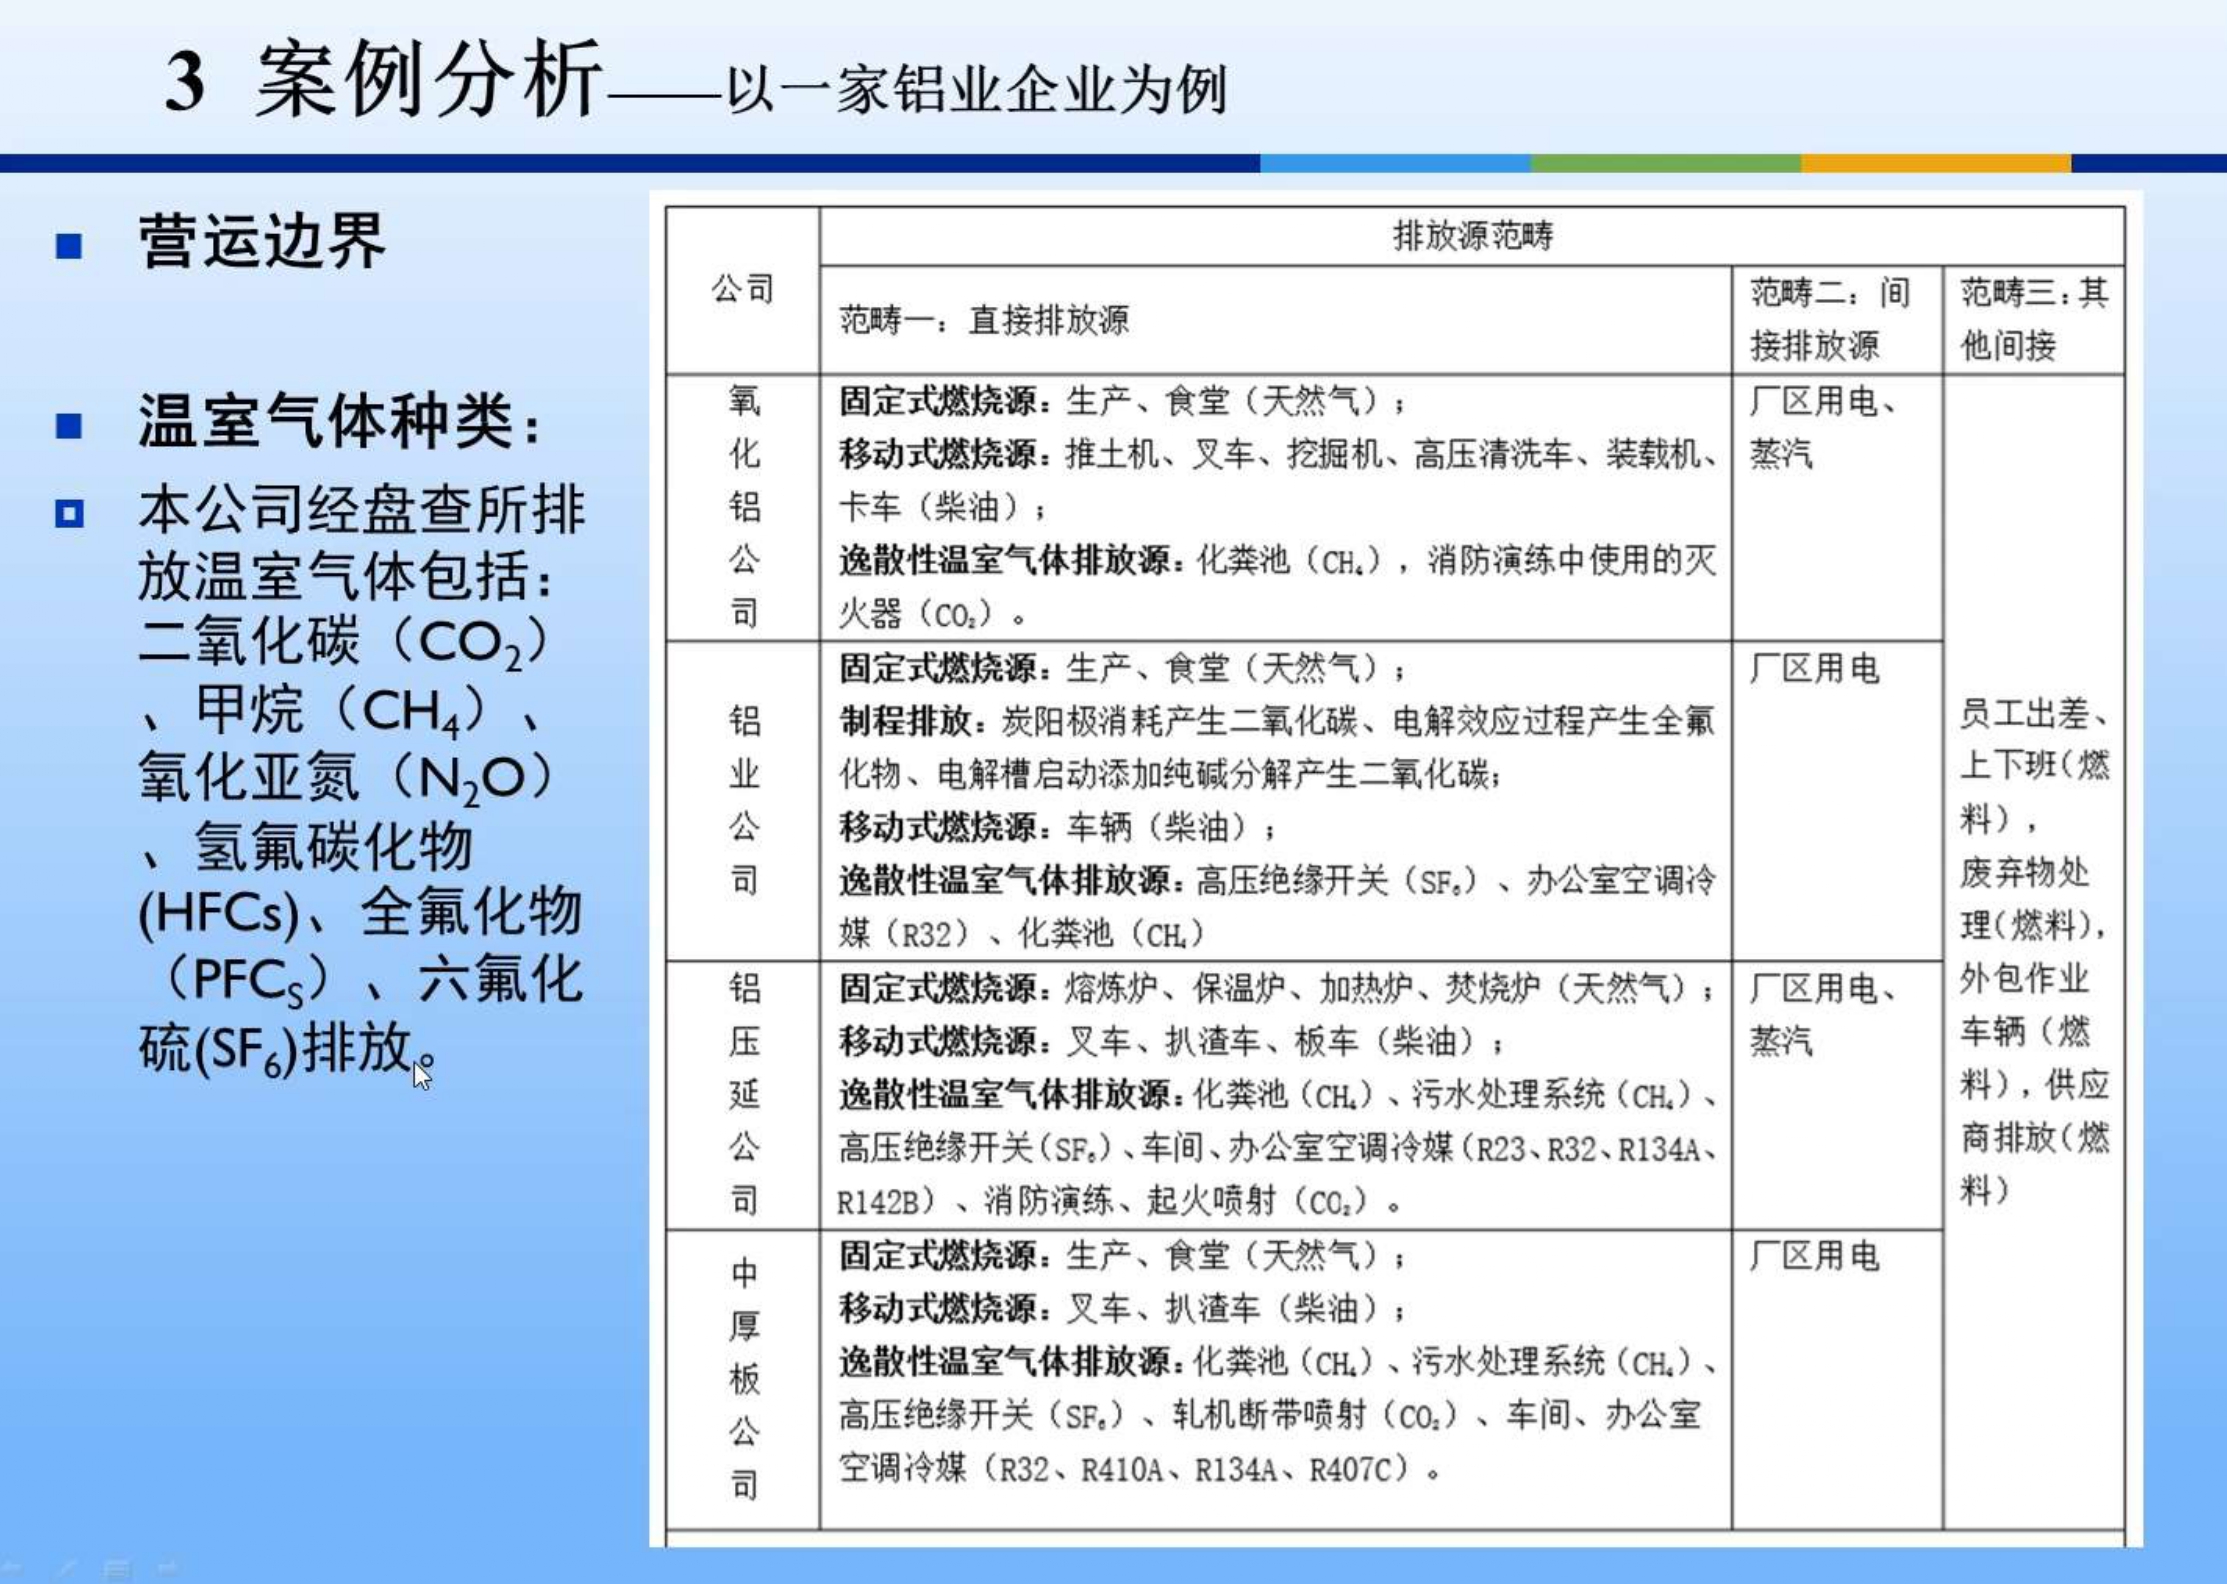 3 案例分析——以一家铝业企业为例
营运边界
温室气体种类：
本公司经盘查所排
放温室气体包括：
二氧化碳（CO₂）
、甲烷（CH₄）、
氧化亚氮（N₂O）
、氢氟碳化物
(HFCs)、全氟化物
（PFCₛ）、六氟化
硫(SF₆)排放。
公司
排放源范畴
范畴一：直接排放源
范畴二：间
接排放源
范畴三：其
他间接
氧
化
铝
公
司
固定式燃烧源：生产、食堂（天然气）；
移动式燃烧源：推土机、叉车、挖掘机、高压清洗车、装载机、
卡车（柴油）；
逸散性温室气体排放源：化粪池（CH₄），消防演练中使用的灭
火器（CO₂）。
厂区用电、
蒸汽
铝
业
公
司
固定式燃烧源：生产、食堂（天然气）；
制程排放：炭阳极消耗产生二氧化碳、电解效应过程产生全氟
化物、电解槽启动添加纯碱分解产生二氧化碳；
移动式燃烧源：车辆（柴油）；
逸散性温室气体排放源：高压绝缘开关（SF₆）、办公室空调冷
媒（R32）、化粪池（CH₄）
厂区用电
铝
压
延
公
司
固定式燃烧源：熔炼炉、保温炉、加热炉、焚烧炉（天然气）；
移动式燃烧源：叉车、扒渣车、板车（柴油）；
逸散性温室气体排放源：化粪池（CH₄）、污水处理系统（CH₄）、
高压绝缘开关（SF₆）、车间、办公室空调冷媒（R23、R32、R134A、
R142B）、消防演练、起火喷射（CO₂）。
厂区用电、
蒸汽
中
厚
板
公
司
固定式燃烧源：生产、食堂（天然气）；
移动式燃烧源：叉车、扒渣车（柴油）；
逸散性温室气体排放源：化粪池（CH₄）、污水处理系统（CH₄）、
高压绝缘开关（SF₆）、轧机断带喷射（CO₂）、车间、办公室
空调冷媒（R32、R410A、R134A、R407C）。
厂区用电
员工出差、
上下班（燃
料），
废弃物处
理（燃料），
外包作业
车辆（燃
料），供应
商排放（燃
料）